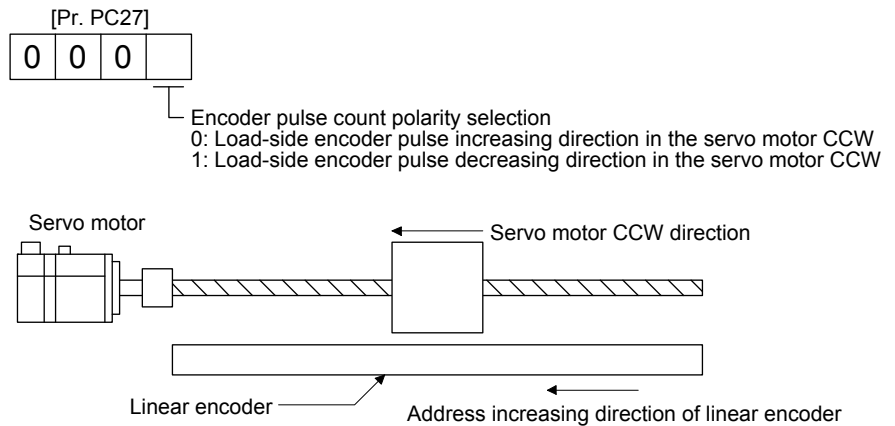 [Pr. PC27]
0 0 0
Encoder pulse count polarity selection
0: Load-side encoder pulse increasing direction in the servo motor CCW
1: Load-side encoder pulse decreasing direction in the servo motor CCW
Servo motor
Servo motor CCW direction
Linear encoder
Address increasing direction of linear encoder